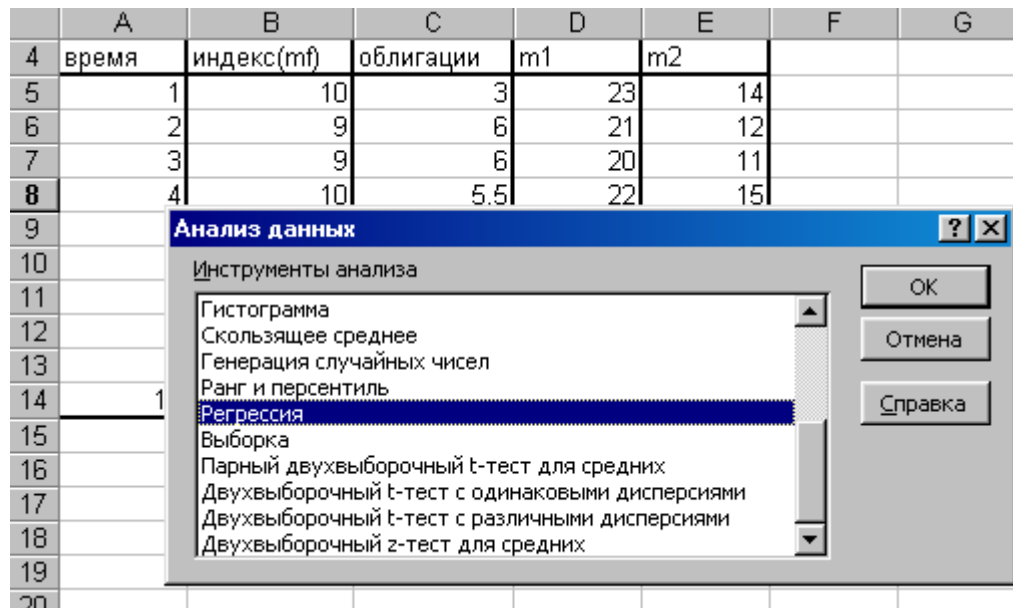 A B C D E F G
4 время индекс(mf) облигации m1 m2
5 1 10 3 23 14
6 2 9 6 21 12
7 3 9 6 20 11
8 4 10 5.5 22 15
9 Анализ данных
10 Инструменты анализа
11 Гистограмма OK
12 Скользящее среднее Отмена
13 Генерация случайных чисел
14 1 Ранг и персентиль Справка
Регрессия
15 Выборка
16 Парный двухвыборочный t-тест для средних
17 Двухвыборочный t-тест с одинаковыми дисперсиями
Двухвыборочный t-тест с различными дисперсиями
18 Двухвыборочный z-тест для средних
19
20